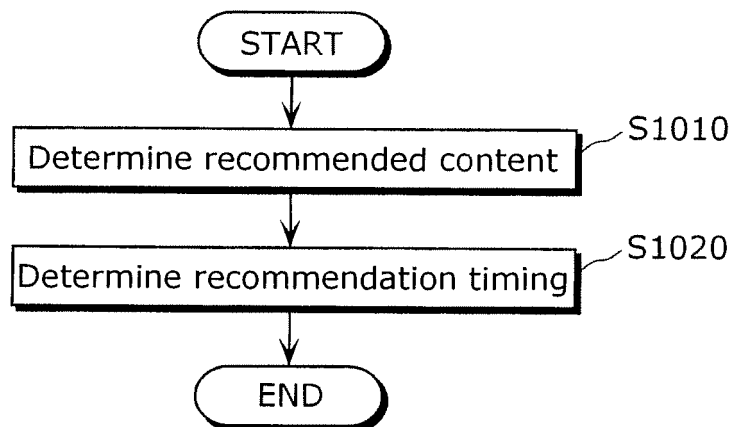 START
Determine recommended content
S1010
Determine recommendation timing
S1020
END